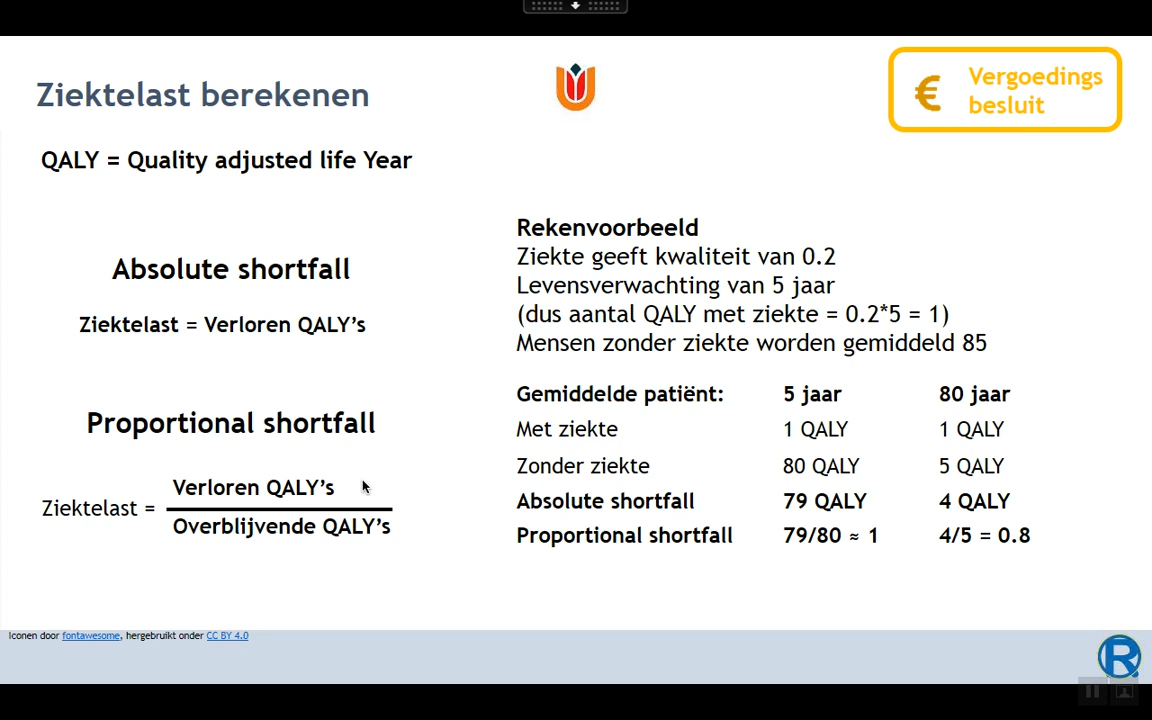 Ziektelast berekenen
€ Vergoedings
besluit
QALY = Quality adjusted life Year
Absolute shortfall
Ziektelast = Verloren QALY’s
Proportional shortfall
Verloren QALY’s
Ziektelast =
Overblijvende QALY’s
Rekenvoorbeeld
Ziekte geeft kwaliteit van 0.2
Levensverwachting van 5 jaar
(dus aantal QALY met ziekte = 0.2*5 = 1)
Mensen zonder ziekte worden gemiddeld 85
Gemiddelde patiënt: 5 jaar 80 jaar
Met ziekte 1 QALY 1 QALY
Zonder ziekte 80 QALY 5 QALY
Absolute shortfall 79 QALY 4 QALY
Proportional shortfall 79/80 ≈ 1 4/5 = 0.8
Iconen door fontawesome, hergebruikt onder CC BY 4.0
R